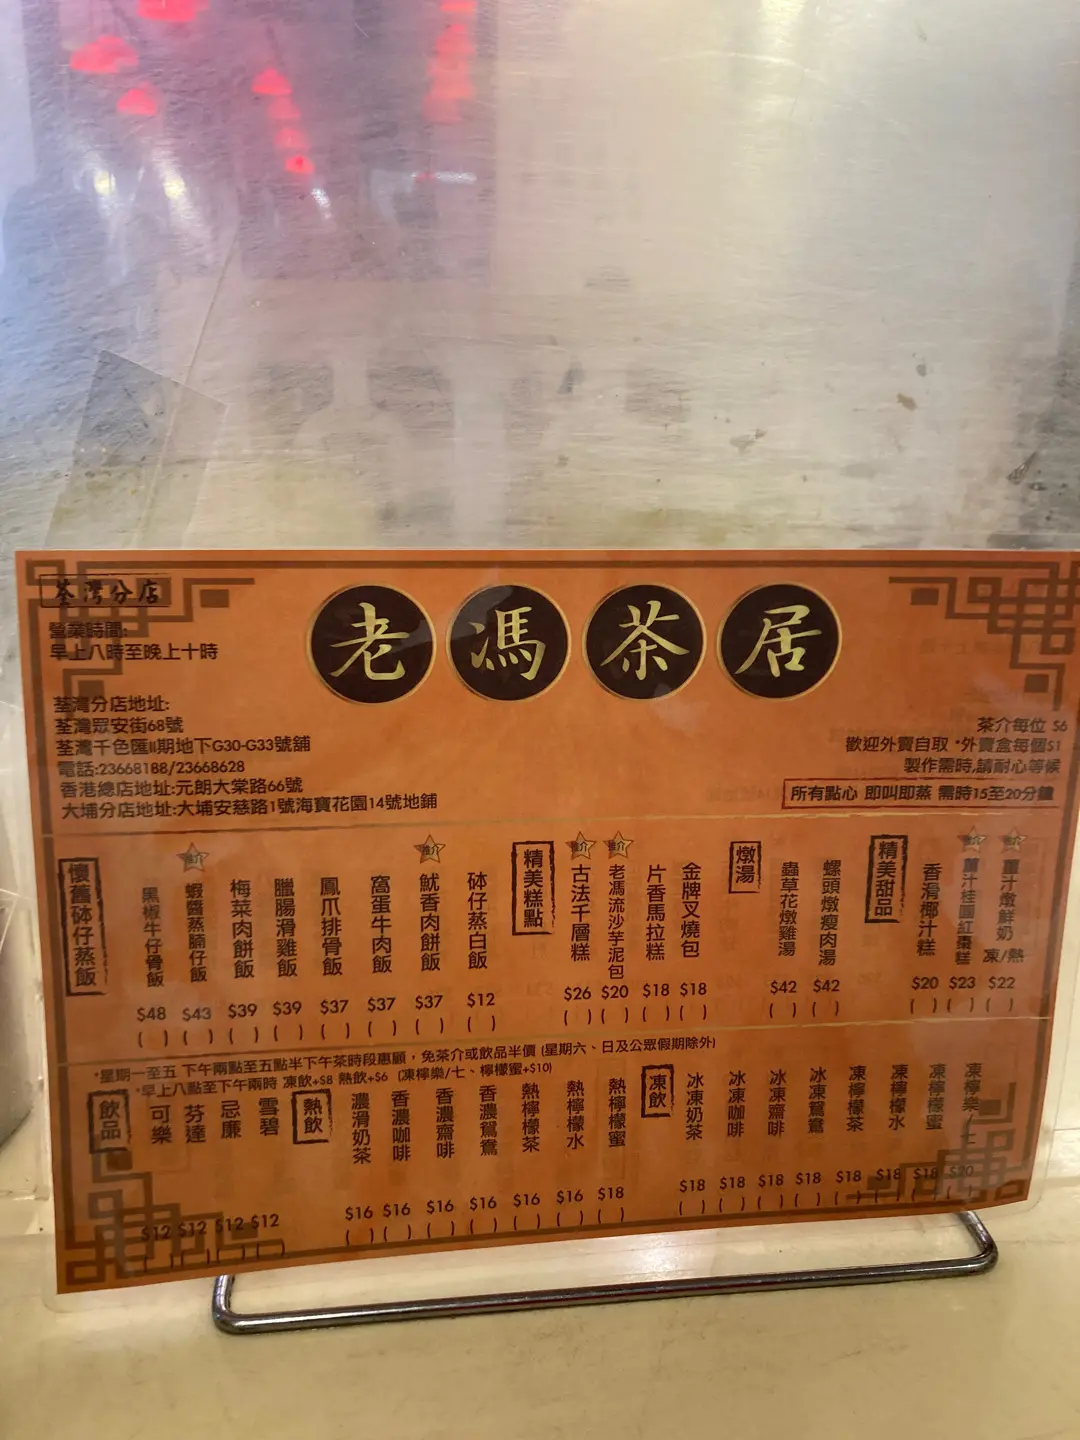 荃灣分店
老馮茶居
營業時間:
早上八時至晚上十時
荃灣分店地址:
荃灣眾安街68號
荃灣千色匯II期地下G30-G33號舖
電話:23668188/23668628
香港總店地址:元朗大棠路66號
大埔分店地址:大埔安慈路1號海寶花園14號地鋪
茶介每位 $6
歡迎外賣自取 *外賣盒每個$1
製作需時,請耐心等候
所有點心 即叫即蒸 需時15至20分鐘
懷舊砵仔蒸飯
黑椒牛仔骨飯 $48 ( )
推介 蝦醬蒸腩仔飯 $43 ( )
梅菜肉餅飯 $39 ( )
臘腸滑雞飯 $39 ( )
鳳爪排骨飯 $37 ( )
窩蛋牛肉飯 $37 ( )
推介 魷香肉餅飯 $37 ( )
砵仔蒸白飯 $12 ( )
精美糕點
推介 古法千層糕 $26 ( )
推介 老馮流沙芋泥包 $20 ( )
片香馬拉糕 $18 ( )
金牌叉燒包 $18 ( )
燉湯
蟲草花燉雞湯 $42 ( )
螺頭燉瘦肉湯 $42 ( )
精美甜品
香滑椰汁糕 $20 ( )
推介 薑汁桂圓紅棗糕 $23 ( )
推介 薑汁燉鮮奶 凍/熱 $22 ( )
*星期一至五 下午兩點至五點半下午茶時段惠顧，免茶介或飲品半價 (星期六、日及公眾假期除外)
*早上八點至下午兩時 凍飲+$8 熱飲+$6 (凍檸樂/七、檸檬蜜+$10)
飲品
可樂 $12 ( )
芬達 $12 ( )
忌廉 $12 ( )
雪碧 $12 ( )
熱飲
濃滑奶茶 $16 ( )
香濃咖啡 $16 ( )
香濃齋啡 $16 ( )
香濃鴛鴦 $16 ( )
熱檸檬茶 $16 ( )
熱檸檬水 $16 ( )
熱檸檬蜜 $18 ( )
凍飲
冰凍奶茶 $18 ( )
冰凍咖啡 $18 ( )
冰凍齋啡 $18 ( )
冰凍鴛鴦 $18 ( )
凍檸檬茶 $18 ( )
凍檸檬水 $18 ( )
凍檸檬蜜 $18 ( )
凍檸樂/七 $20 ( )